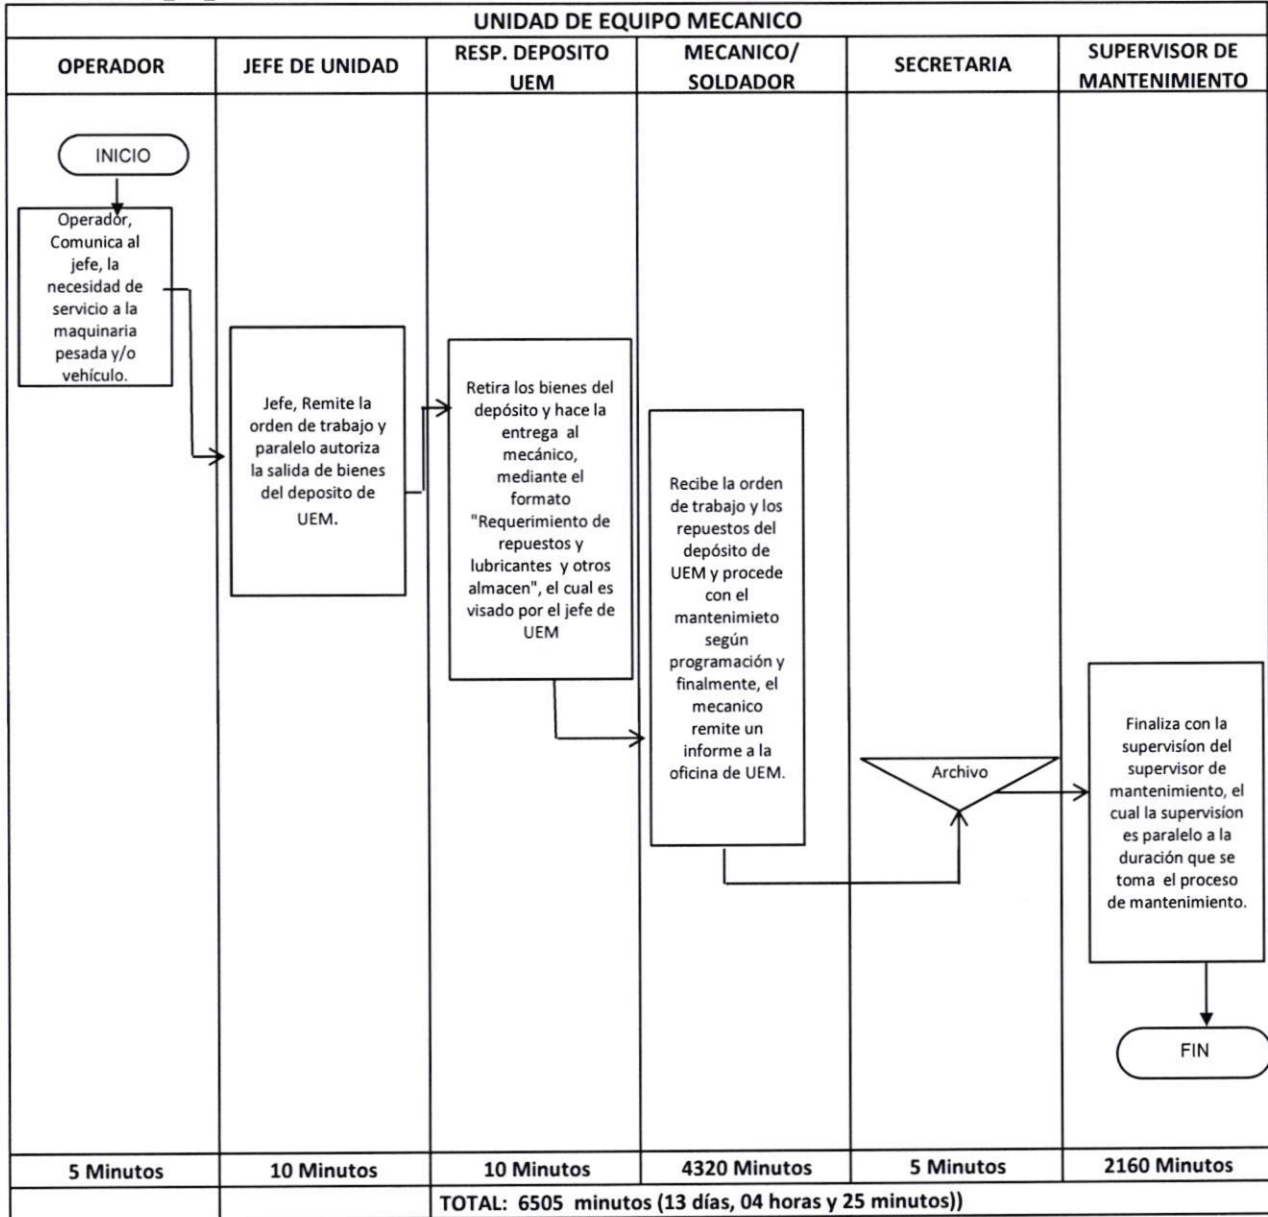 UNIDAD DE EQUIPO MECANICO
OPERADOR
JEFE DE UNIDAD
RESP. DEPOSITO
UEM
MECANICO/
SOLDADOR
SECRETARIA
SUPERVISOR DE
MANTENIMIENTO
INICIO
Operador,
Comunica al
jefe, la
necesidad de
servicio a la
maquinaria
pesada y/o
vehículo.
Jefe, Remite la
orden de trabajo y
paralelo autoriza
la salida de bienes
del deposito de
UEM.
Retira los bienes del
depósito y hace la
entrega al
mecánico,
mediante el
formato
"Requerimiento de
repuestos y
lubricantes y otros
almacen", el cual es
visado por el jefe de
UEM
Recibe la orden
de trabajo y los
repuestos del
depósito de
UEM y procede
con el
mantenimieto
según
programación y
finalmente, el
mecanico
remite un
informe a la
oficina de UEM.
Archivo
Finaliza con la
supervisíon del
supervisor de
mantenimiento, el
cual la supervisíon
es paralelo a la
duración que se
toma el proceso
de mantenimiento.
FIN
5 Minutos
10 Minutos
10 Minutos
4320 Minutos
5 Minutos
2160 Minutos
TOTAL: 6505 minutos (13 días, 04 horas y 25 minutos))